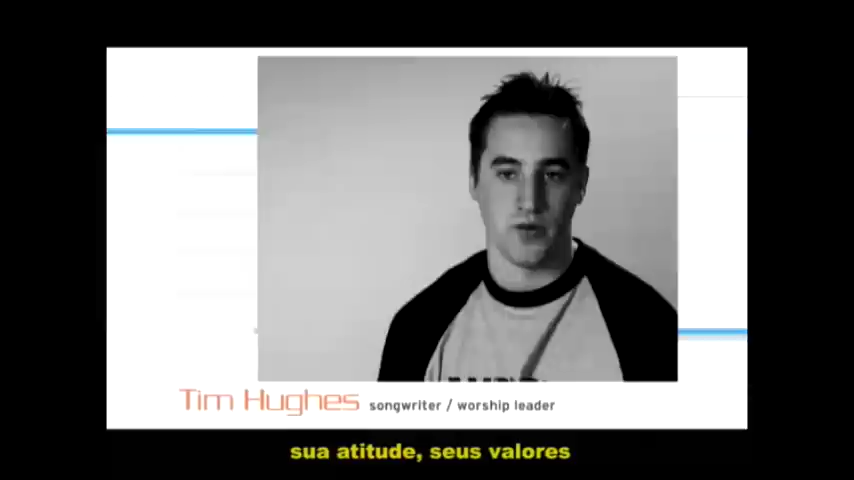 Tim Hughes songwriter / worship leader
sua atitude, seus valores